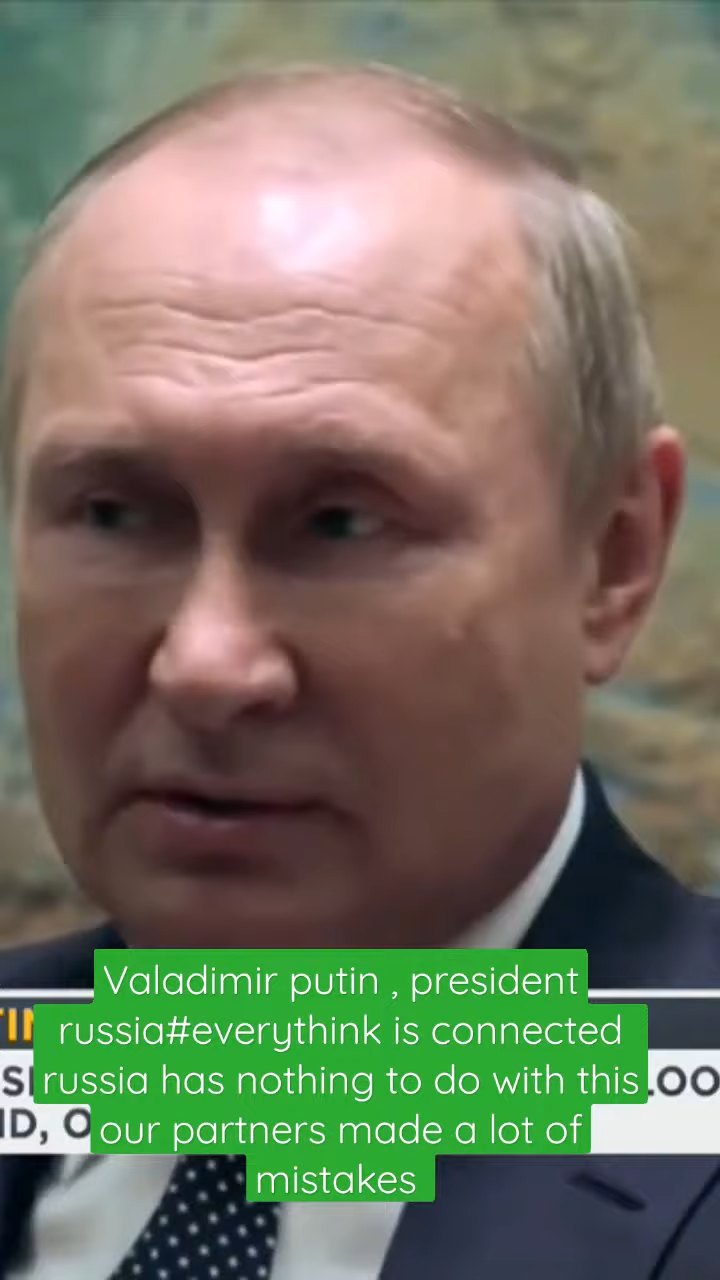 Valadimir putin , president
russia#everythink is connected
russia has nothing to do with this
our partners made a lot of
mistakes